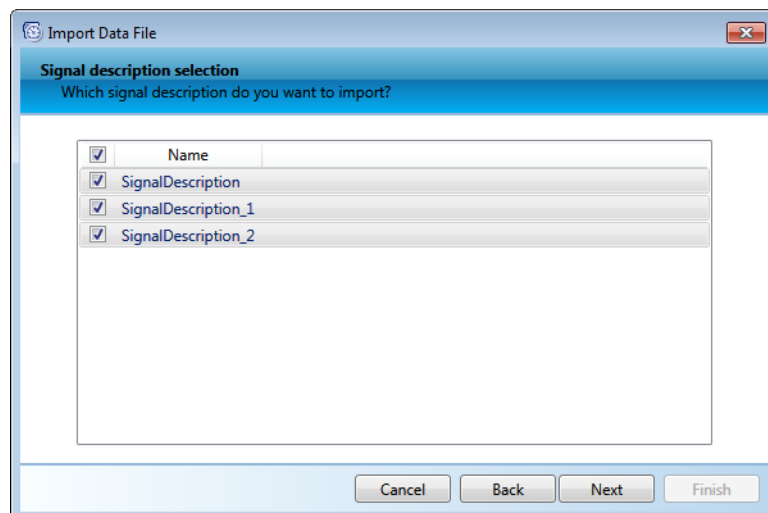 Import Data File
Signal description selection
Which signal description do you want to import?
Name
SignalDescription
SignalDescription_1
SignalDescription_2
Cancel Back Next Finish